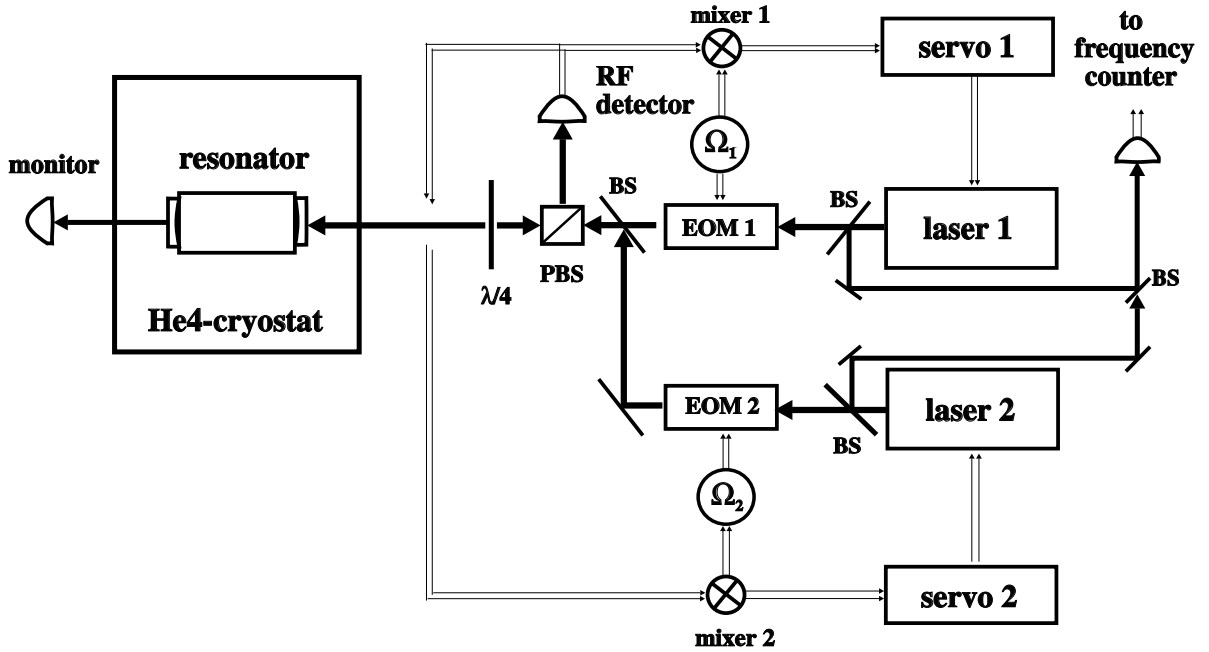 mixer 1
servo 1
to
frequency
counter
RF
detector
Ω₁
monitor
resonator
BS
BS
EOM 1
laser 1
PBS
λ/4
BS
He4-cryostat
EOM 2
laser 2
BS
Ω₂
servo 2
mixer 2